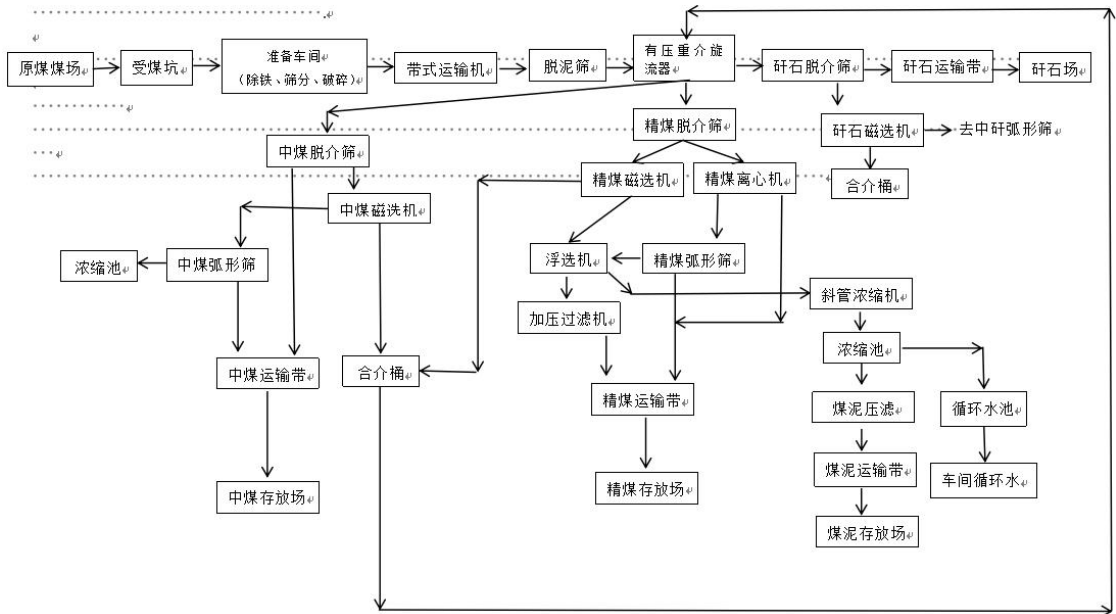 原煤煤场
受煤坑
准备车间
（除铁、筛分、破碎）
带式运输机
脱泥筛
有压重介旋
流器
矸石脱介筛
矸石运输带
矸石场
精煤脱介筛
矸石磁选机
去中矸弧形筛
中煤脱介筛
精煤磁选机
精煤离心机
合介桶
中煤磁选机
浓缩池
中煤弧形筛
浮选机
精煤弧形筛
斜管浓缩机
加压过滤机
浓缩池
中煤运输带
合介桶
精煤运输带
煤泥压滤
循环水池
煤泥运输带
车间循环水
中煤存放场
精煤存放场
煤泥存放场